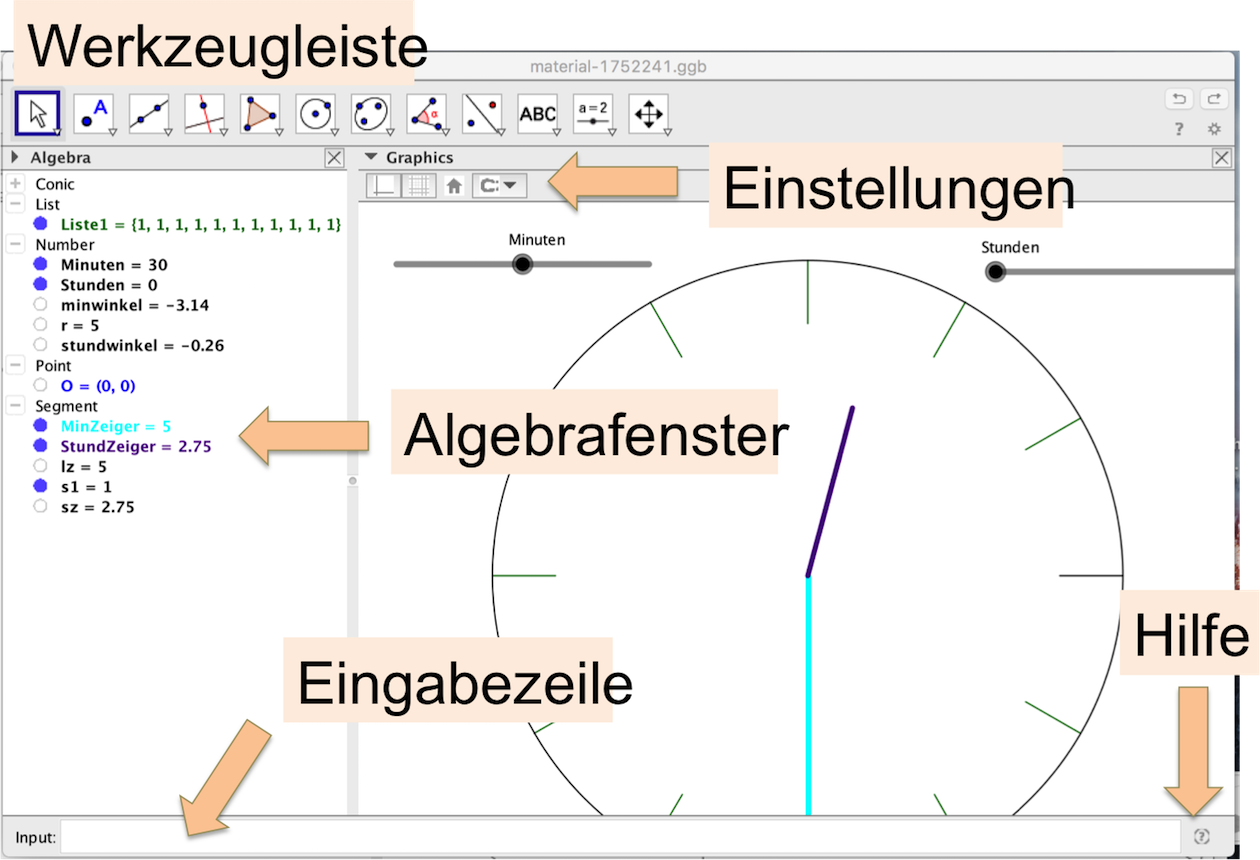 Werkzeugleiste
material-1752241.ggb
A
α
ABC
a=2
?
Algebra
Graphics
Einstellungen
Conic
List
Liste1 = {1, 1, 1, 1, 1, 1, 1, 1, 1, 1, 1}
Number
Minuten = 30
Stunden = 0
minwinkel = −3.14
r = 5
stundwinkel = −0.26
Point
O = (0, 0)
Segment
MinZeiger = 5
StundZeiger = 2.75
lz = 5
s1 = 1
sz = 2.75
Minuten
Stunden
Algebrafenster
Eingabezeile
Hilfe
Input:
?